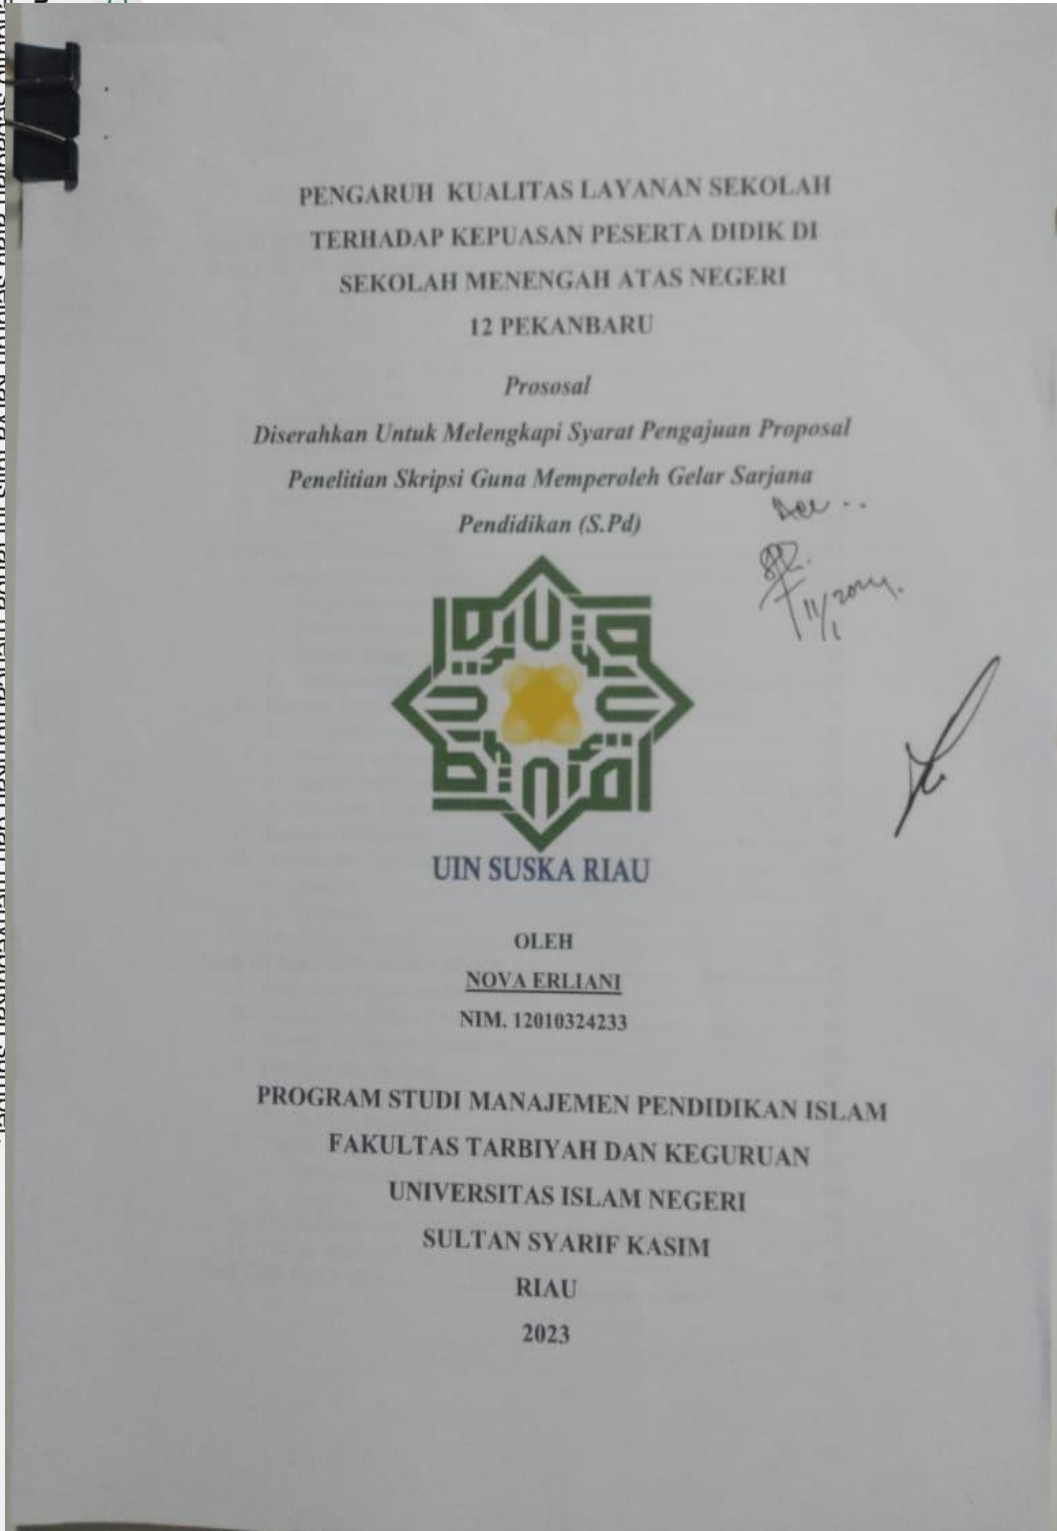 PENGARUH KUALITAS LAYANAN SEKOLAH
TERHADAP KEPUASAN PESERTA DIDIK DI
SEKOLAH MENENGAH ATAS NEGERI
12 PEKANBARU
Prososal
Diserahkan Untuk Melengkapi Syarat Pengajuan Proposal
Penelitian Skripsi Guna Memperoleh Gelar Sarjana
Pendidikan (S.Pd)
UIN SUSKA RIAU
OLEH
NOVA ERLIANI
NIM. 12010324233
PROGRAM STUDI MANAJEMEN PENDIDIKAN ISLAM
FAKULTAS TARBIYAH DAN KEGURUAN
UNIVERSITAS ISLAM NEGERI
SULTAN SYARIF KASIM
RIAU
2023